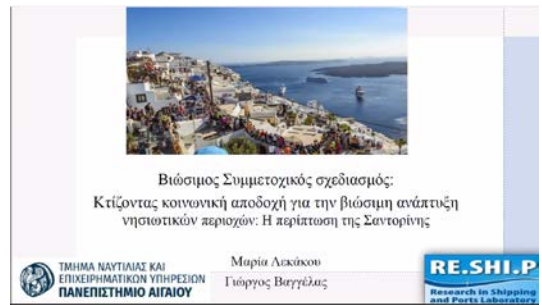 Βιώσιμος Συμμετοχικός σχεδιασμός:
Κτίζοντας κοινωνική αποδοχή για την βιώσιμη ανάπτυξη
νησιωτικών περιοχών: Η περίπτωση της Σαντορίνης
Μαρία Λεκάκου
Γιώργος Βαγγέλας
ΤΜΗΜΑ ΝΑΥΤΙΛΙΑΣ ΚΑΙ
ΕΠΙΧΕΙΡΗΜΑΤΙΚΩΝ ΥΠΗΡΕΣΙΩΝ
ΠΑΝΕΠΙΣΤΗΜΙΟ ΑΙΓΑΙΟΥ
RE.SHI.P
Research in Shipping
and Ports Laboratory